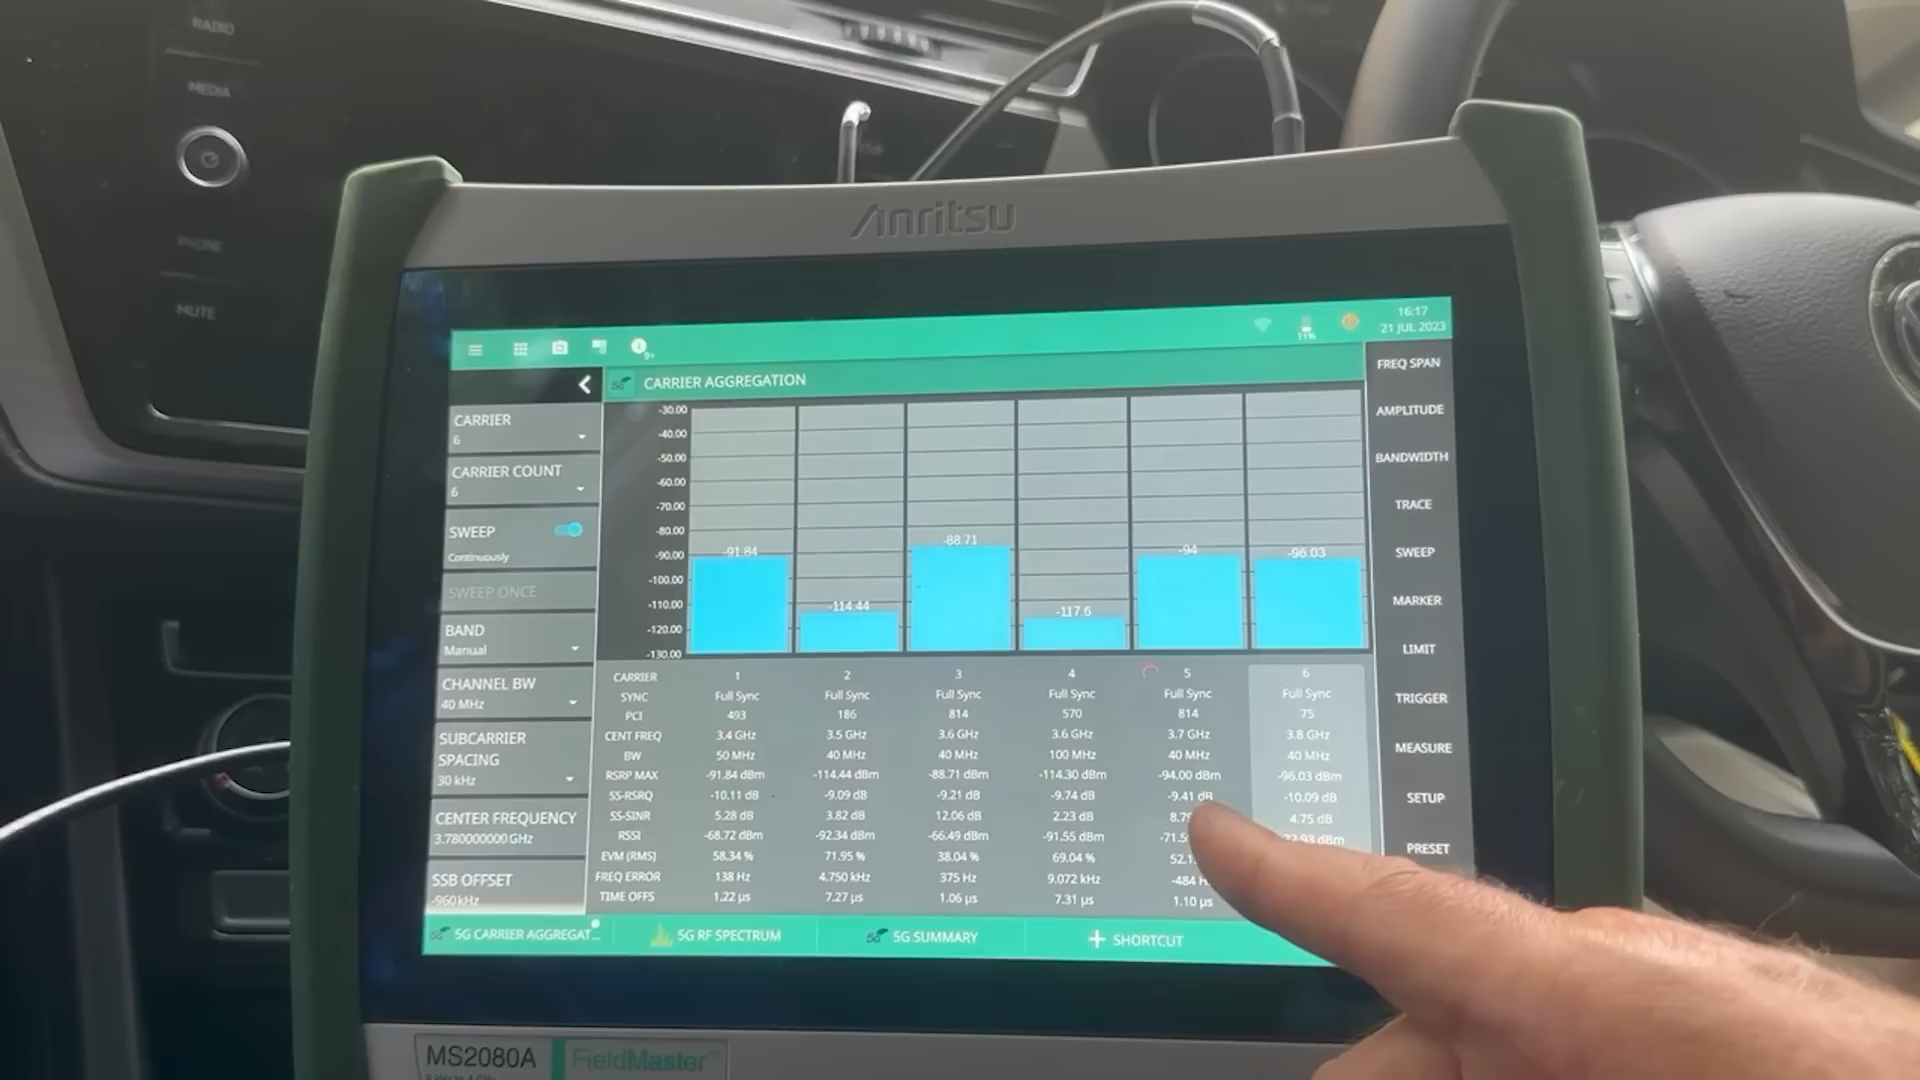 RADIO
MEDIA
PHONE
MUTE
Anritsu
16:17
21 JUL 2023
11%
9+
CARRIER AGGREGATION
CARRIER
6
CARRIER COUNT
6
SWEEP
Continuously
SWEEP ONCE
BAND
Manual
CHANNEL BW
40 MHz
SUBCARRIER
SPACING
30 kHz
CENTER FREQUENCY
3.780000000 GHz
SSB OFFSET
-960 kHz
-30.00
-40.00
-50.00
-60.00
-70.00
-80.00
-90.00
-100.00
-110.00
-120.00
-130.00
-91.84
-114.44
-88.71
-117.6
-94
-96.03
CARRIER 1 2 3 4 5 6
SYNC Full Sync Full Sync Full Sync Full Sync Full Sync Full Sync
PCI 493 186 814 570 814 75
CENT FREQ 3.4 GHz 3.5 GHz 3.6 GHz 3.6 GHz 3.7 GHz 3.8 GHz
BW 50 MHz 40 MHz 40 MHz 100 MHz 40 MHz 40 MHz
RSRP MAX -91.84 dBm -114.44 dBm -88.71 dBm -114.30 dBm -94.00 dBm -96.03 dBm
SS-RSRQ -10.11 dB -9.09 dB -9.21 dB -9.74 dB -9.41 dB -10.09 dB
SS-SINR 5.28 dB 3.82 dB 12.06 dB 2.23 dB 4.75 dB
RSSI -68.72 dBm -92.34 dBm -66.49 dBm -91.55 dBm dBm
EVM (RMS) 58.34 % 71.95 % 38.04 % 69.04 %
FREQ ERROR 138 Hz 4.750 kHz 375 Hz 9.072 kHz -484
TIME OFFS 1.22 µs 7.27 µs 1.06 µs 7.31 µs 1.10 µs
FREQ SPAN
AMPLITUDE
BANDWIDTH
TRACE
SWEEP
MARKER
LIMIT
TRIGGER
MEASURE
SETUP
PRESET
5G CARRIER AGGREGAT...
5G RF SPECTRUM
5G 5G SUMMARY
+ SHORTCUT
MS2080A
FieldMaster™